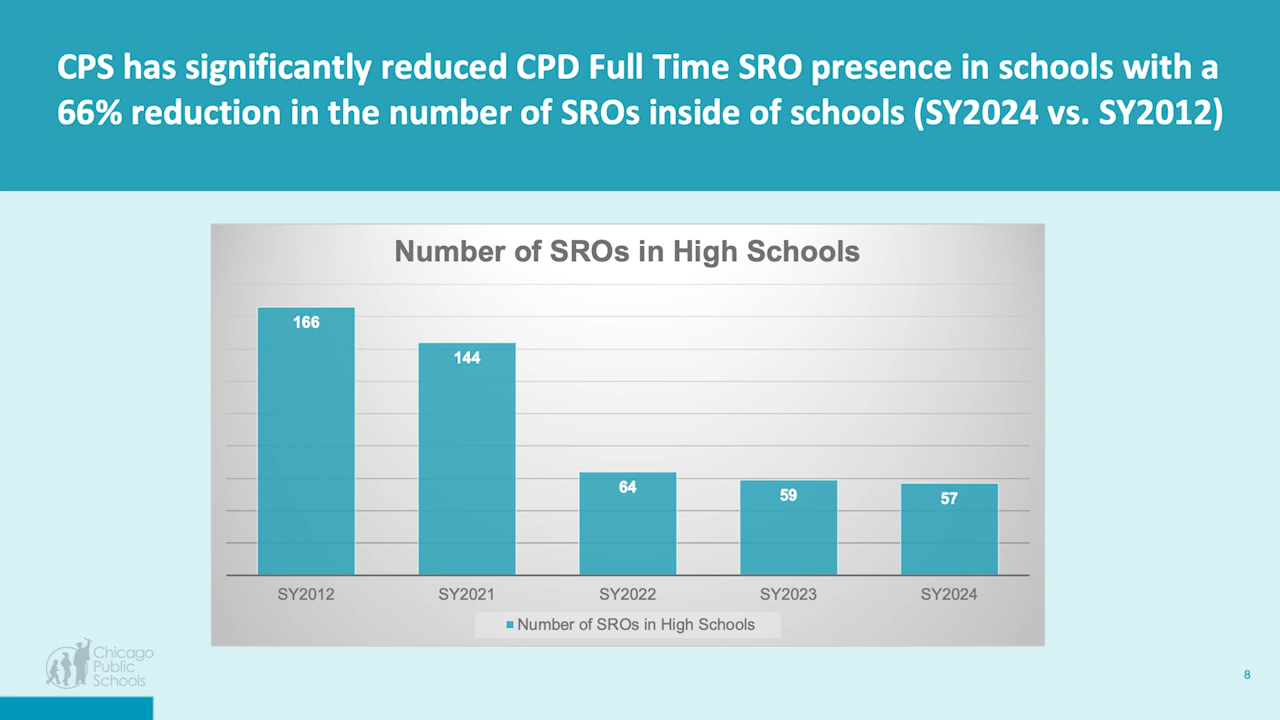 CPS has significantly reduced CPD Full Time SRO presence in schools with a
66% reduction in the number of SROs inside of schools (SY2024 vs. SY2012)
Number of SROs in High Schools
166
144
64
59
57
SY2012
SY2021
SY2022
SY2023
SY2024
Number of SROs in High Schools
Chicago
Public
Schools
8